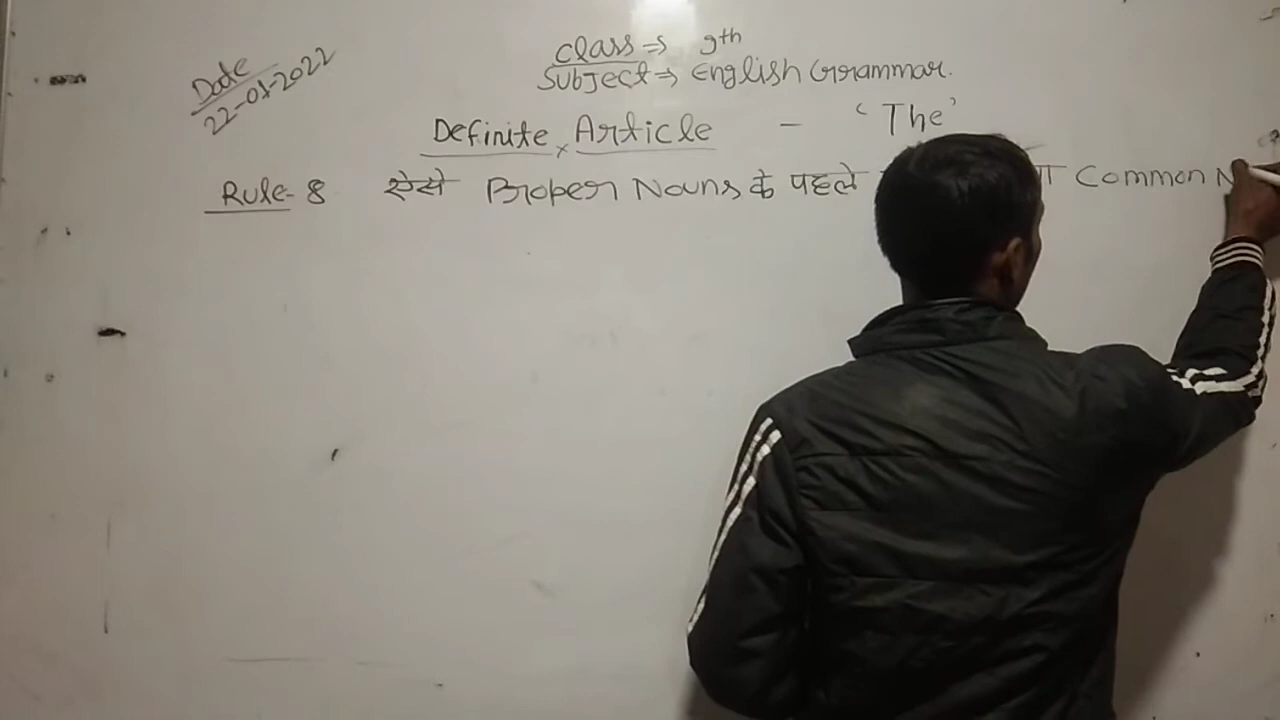 Date
22-01-2022
Class ⇒ 9th
Subject ⇒ English Grammar.
Definite Article - 'The'
Rule-8 ऐसे Proper Nouns के पहले Common N